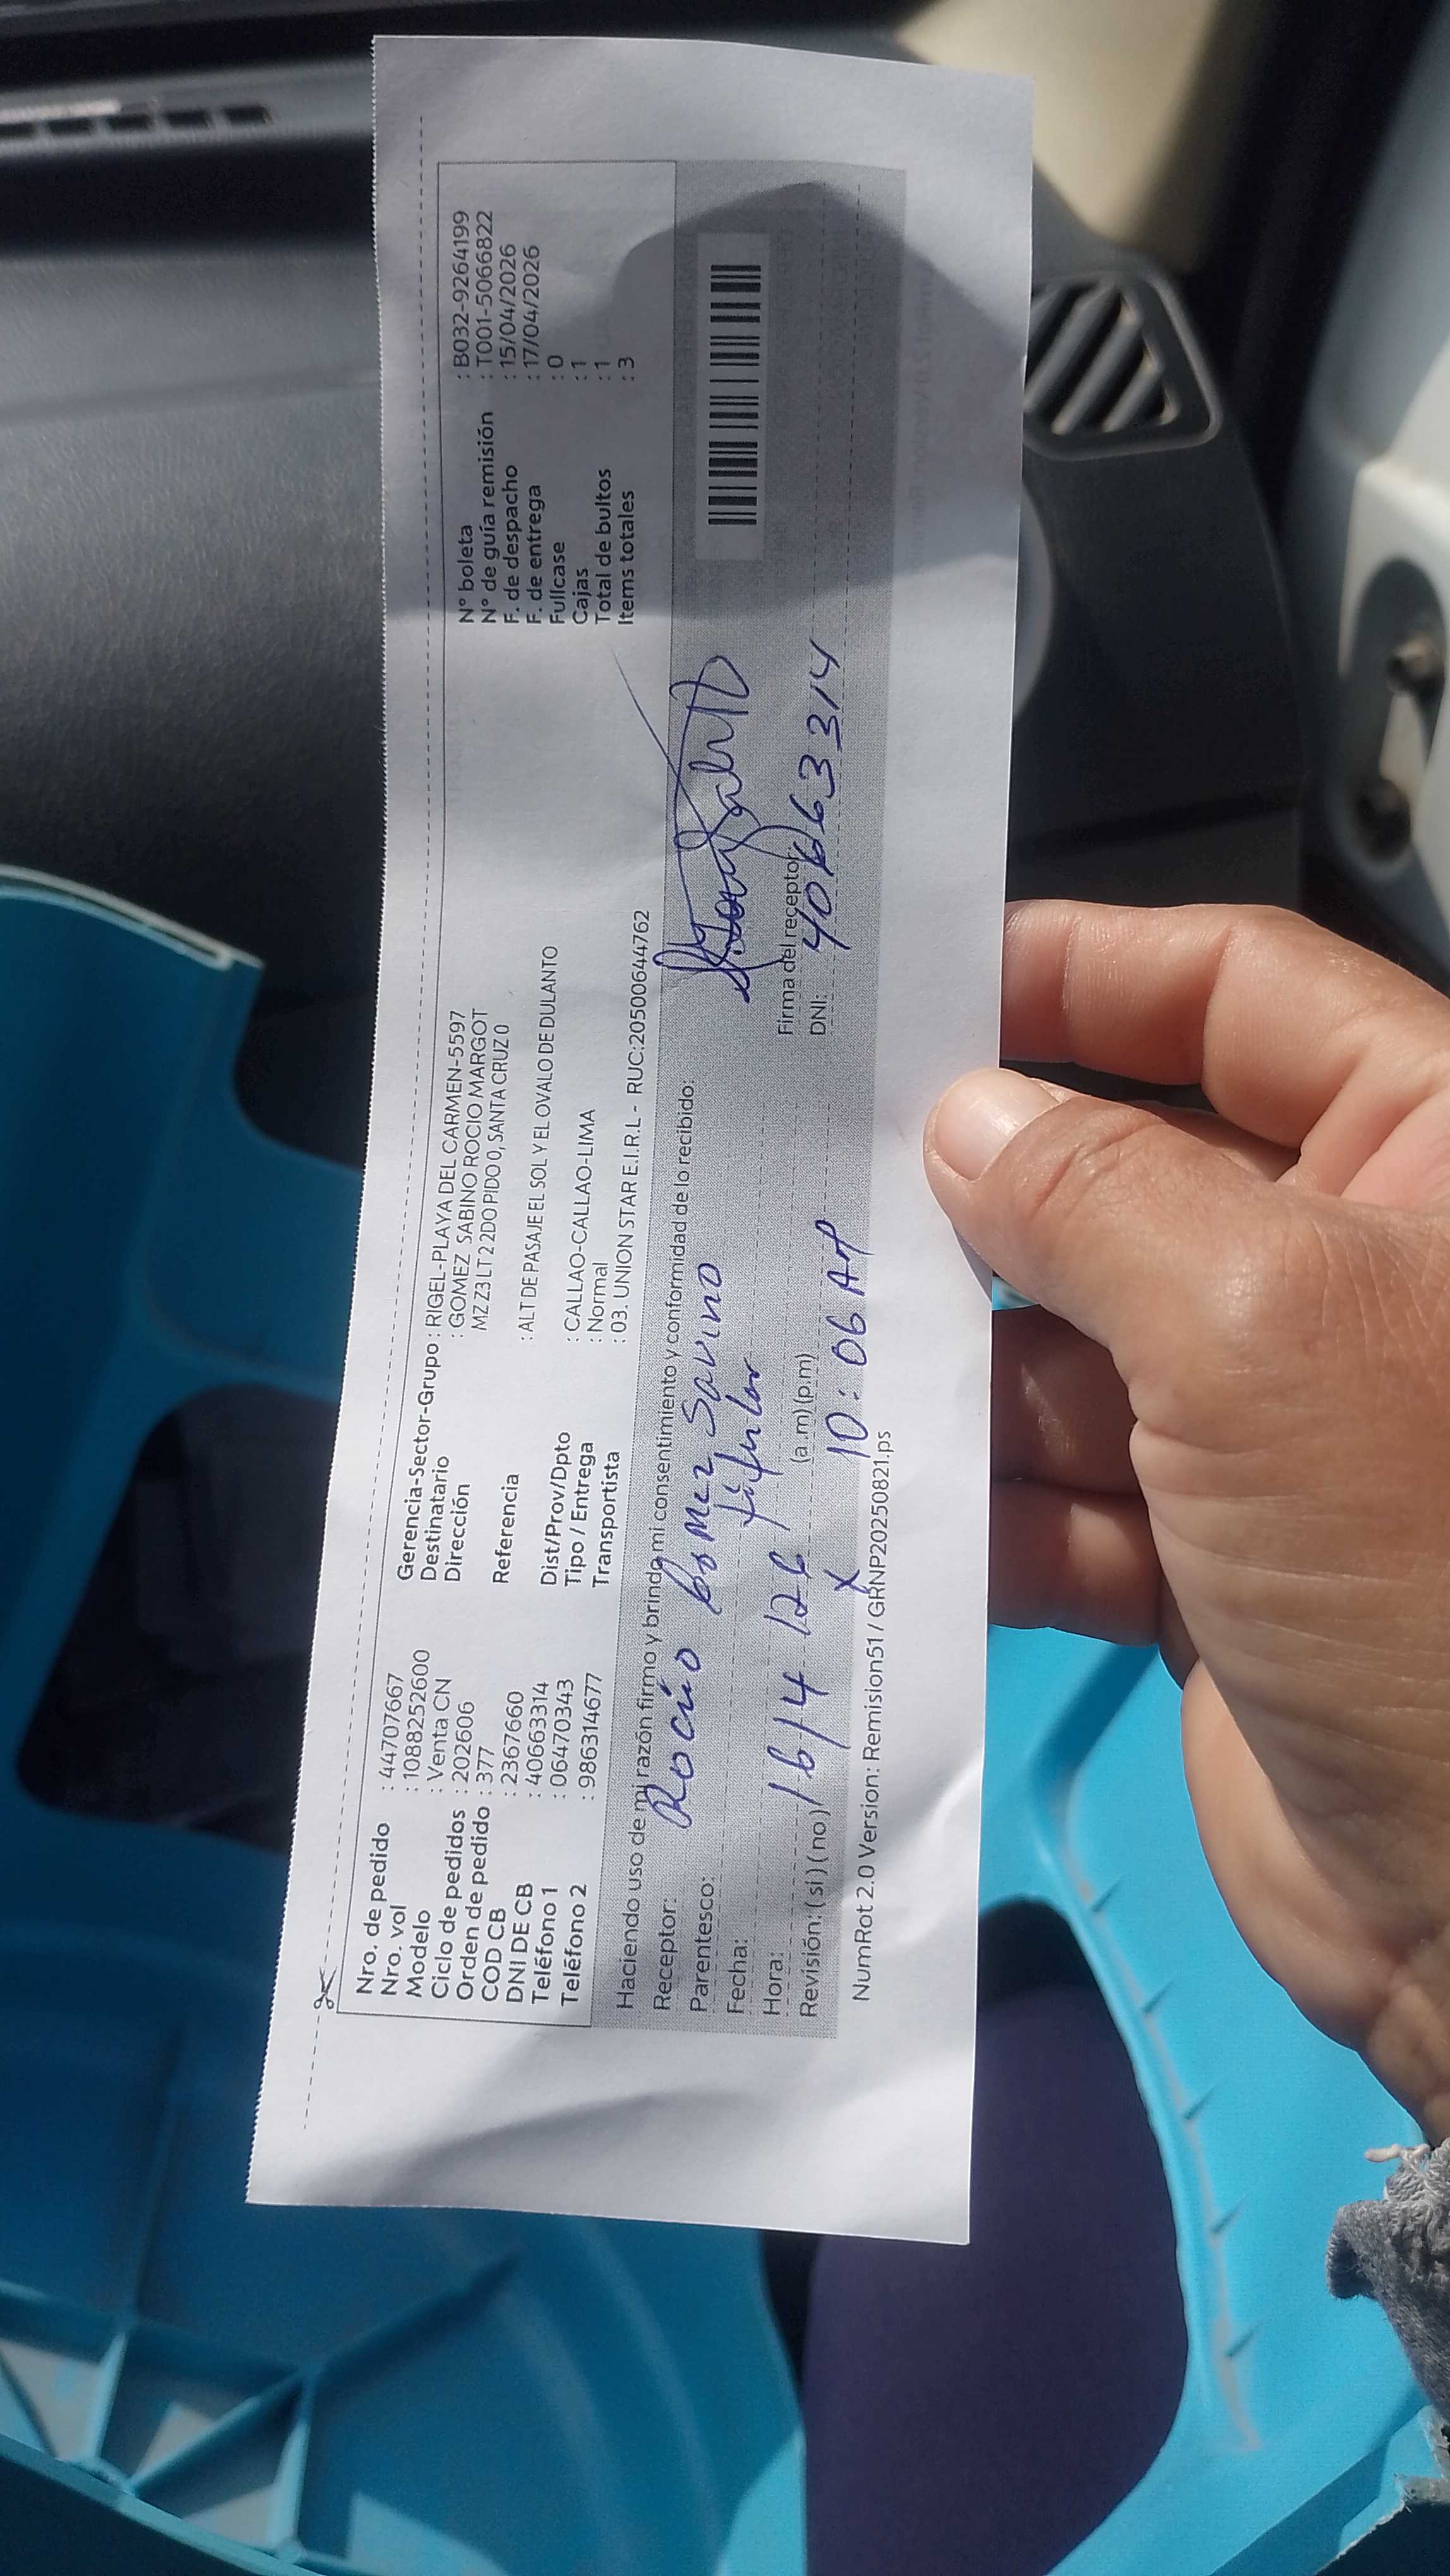 Nro. de pedido : 44707667
Nro. vol : 1088252600
Modelo : Venta CN
Ciclo de pedidos : 202606
Orden de pedido : 377
COD CB : 2367660
DNI DE CB : 40663314
Teléfono 1 : 06470343
Teléfono 2 : 986314677
Gerencia-Sector-Grupo : RIGEL-PLAYA DEL CARMEN-5597
Destinatario : GOMEZ SABINO ROCIO MARGOT
Dirección MZ Z3 LT 2 2DO PIDO 0, SANTA CRUZ 0
Referencia : ALT DE PASAJE EL SOL Y EL OVALO DE DULANTO
Dist/Prov/Dpto : CALLAO-CALLAO-LIMA
Tipo / Entrega : Normal
Transportista : 03. UNION STAR E.I.R.L - RUC:20500644762
N° boleta : B032-9264199
N° de guía remisión : T001-5066822
F. de despacho : 15/04/2026
F. de entrega : 17/04/2026
Fullcase : 0
Cajas : 1
Total de bultos : 1
Items totales : 3
Haciendo uso de mi razón firmo y brindo mi consentimiento y conformidad de lo recibido:
Receptor: Rocío Gomez Savino
Parentesco: titular
Fecha: 16/4/26
Hora: (a.m) (p.m) 10:06 AM
Revisión: ( si ) ( no ) X
Firma del receptor
DNI: 40663314
NumRot 2.0 Version: Remision51 / GRNP20250821.ps